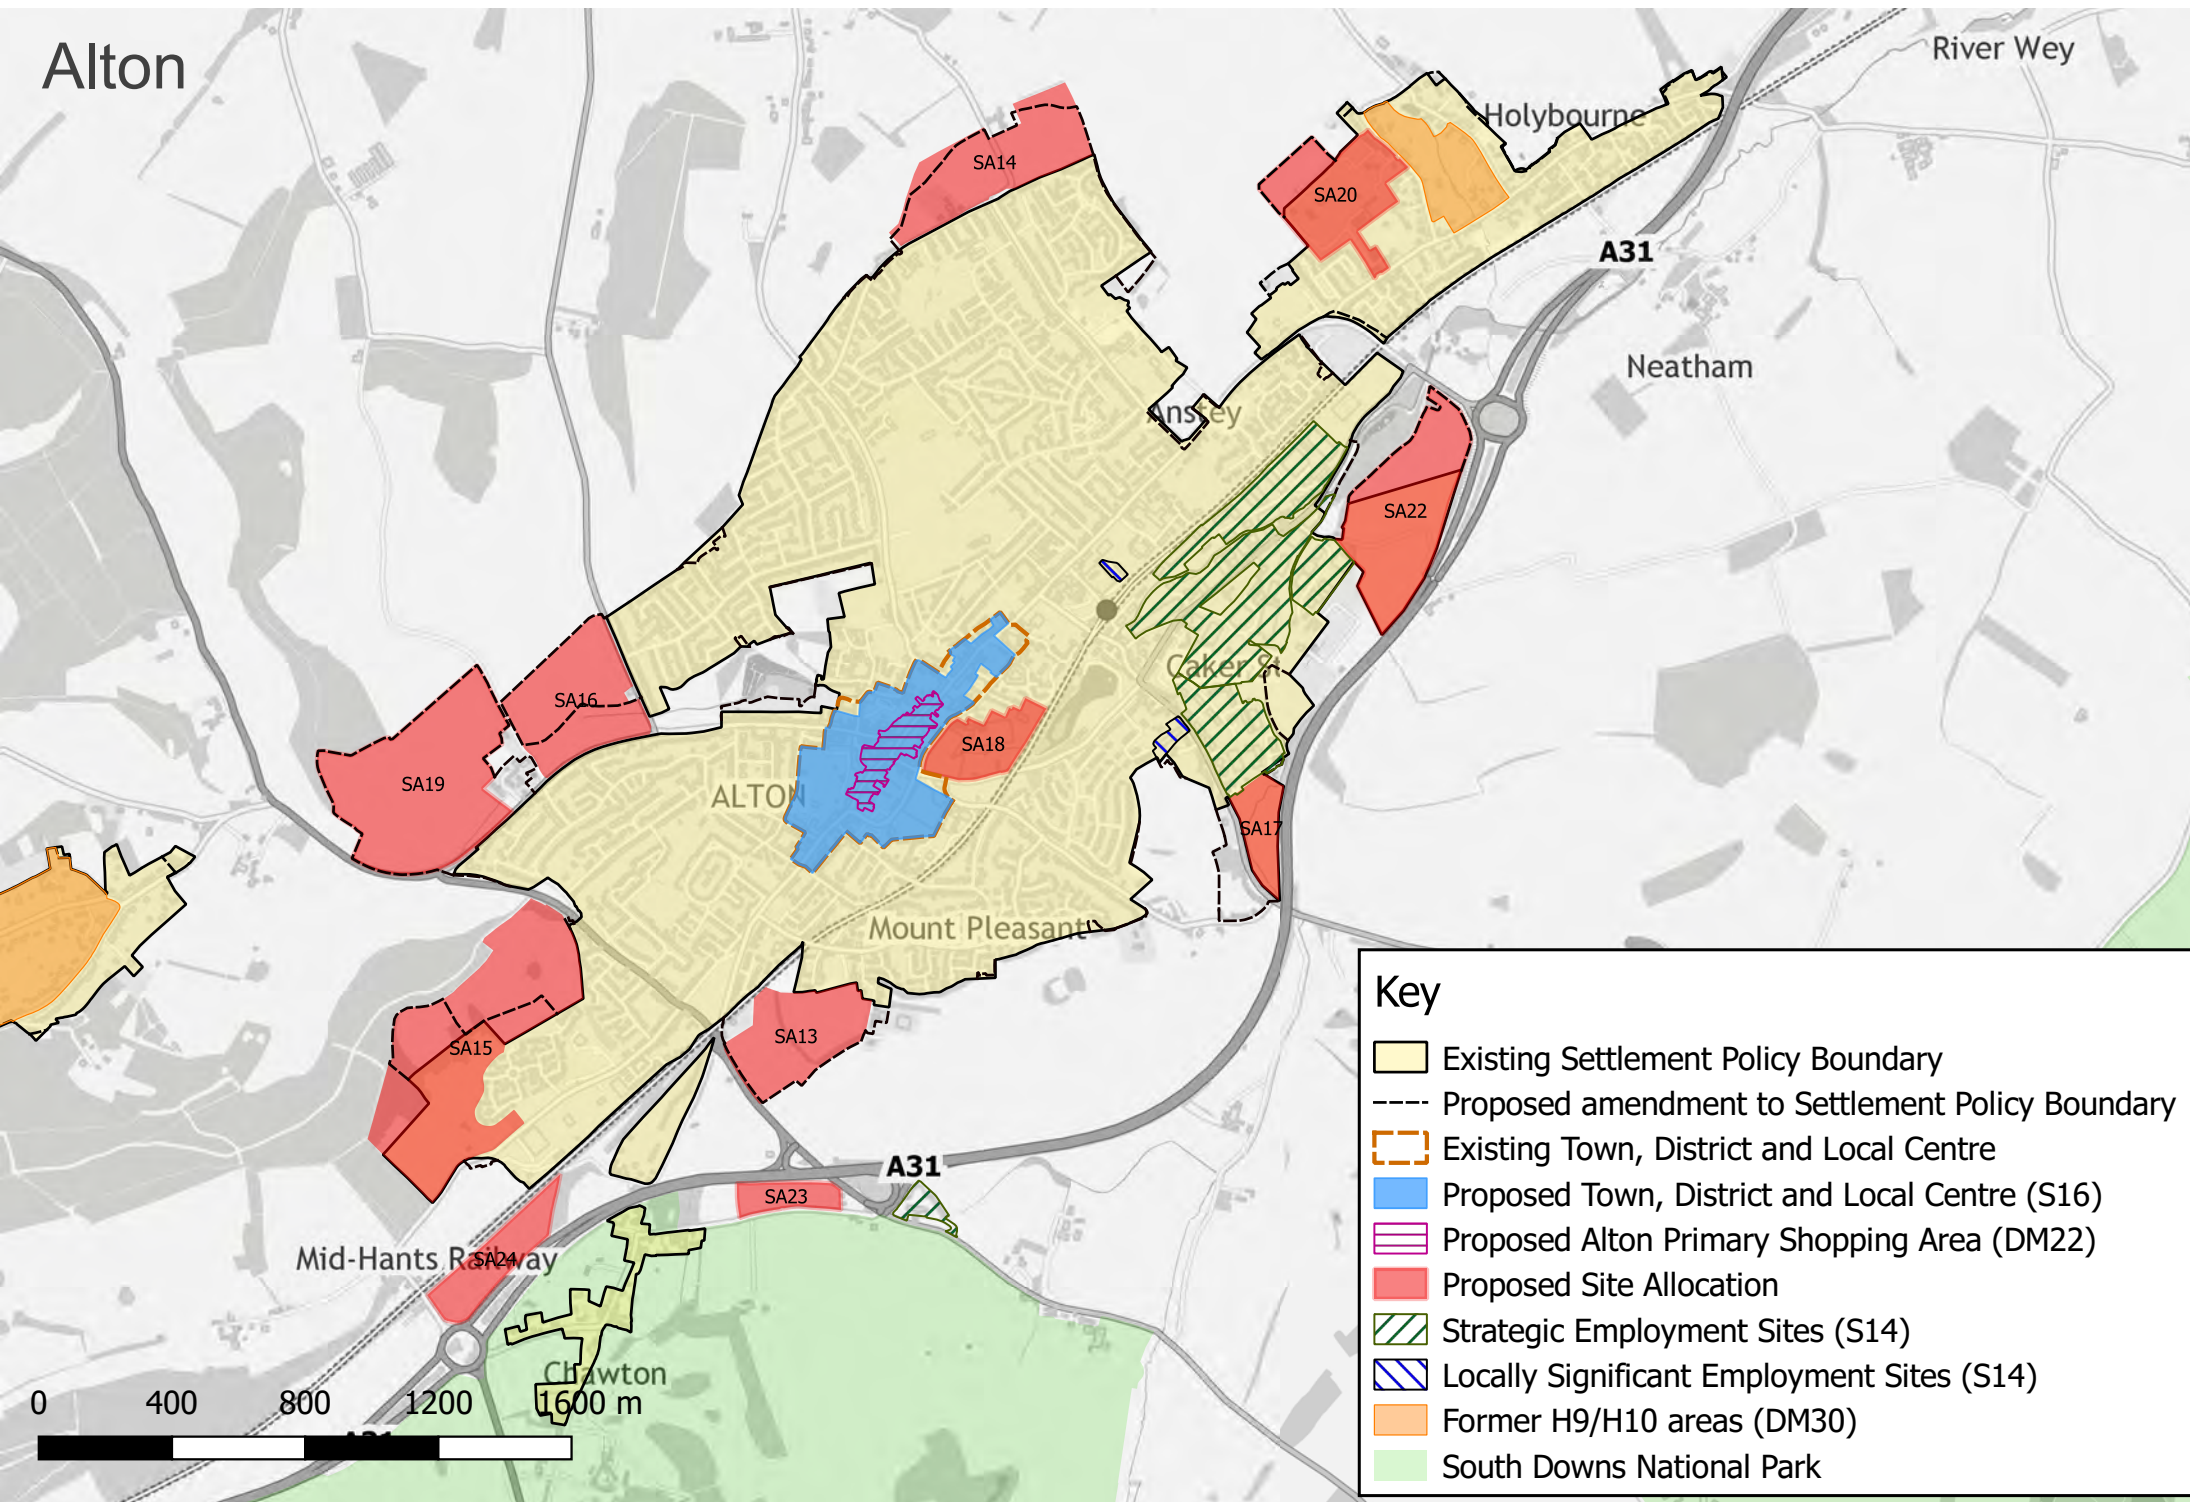 Alton
River Wey
Holybourne
SA14
SA20
A31
Neatham
Anstey
SA22
Caker St
SA16
SA18
SA19
ALTON
SA17
Mount Pleasant
SA13
SA15
A31
SA23
Mid-Hants Railway
SA24
Chawton
0 400 800 1200 1600 m
A31
Key
Existing Settlement Policy Boundary
Proposed amendment to Settlement Policy Boundary
Existing Town, District and Local Centre
Proposed Town, District and Local Centre (S16)
Proposed Alton Primary Shopping Area (DM22)
Proposed Site Allocation
Strategic Employment Sites (S14)
Locally Significant Employment Sites (S14)
Former H9/H10 areas (DM30)
South Downs National Park